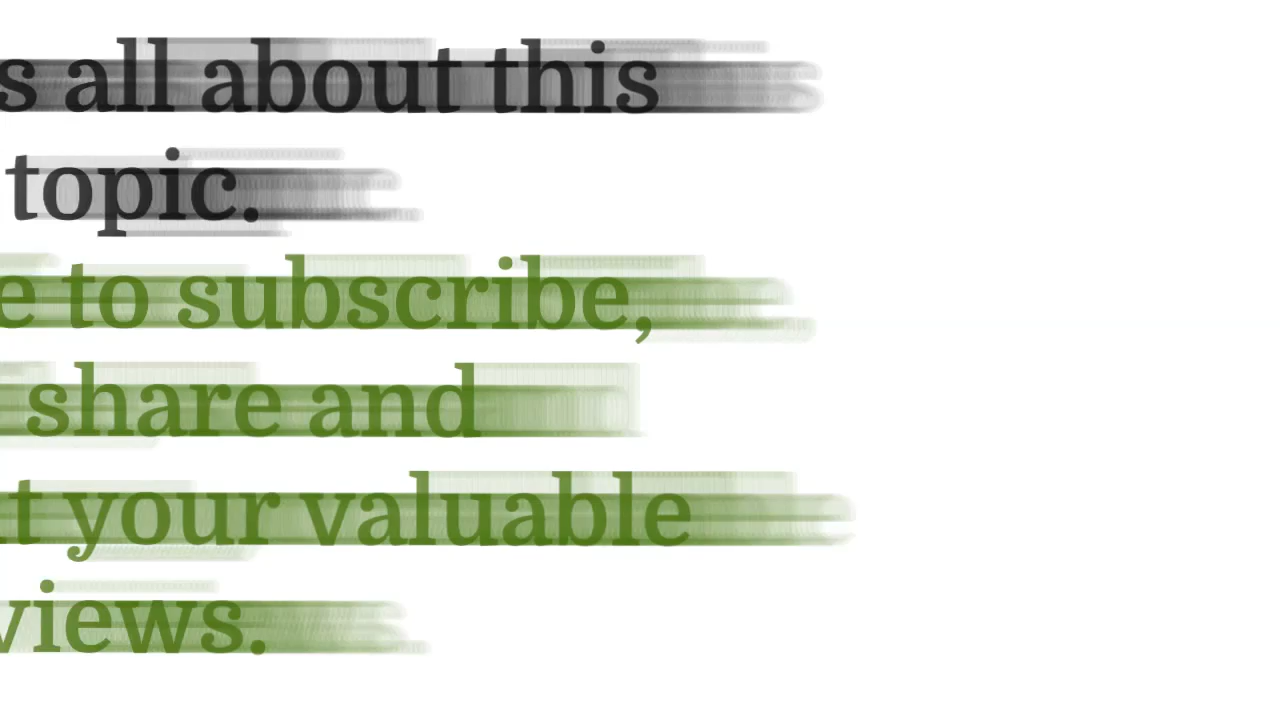 s all about this
topic.
e to subscribe,
share and
t your valuable
views.